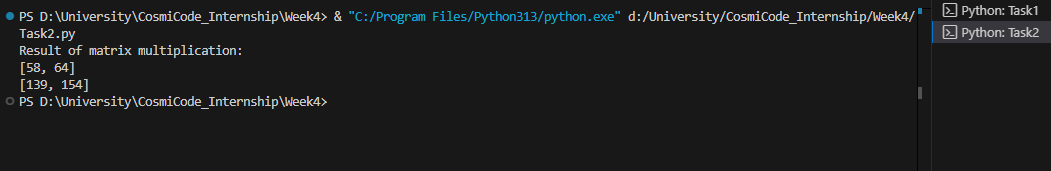 PS D:\University\CosmiCode_Internship\Week4> & "C:/Program Files/Python313/python.exe" d:/University/CosmiCode_Internship/Week4/
Task2.py
Result of matrix multiplication:
[58, 64]
[139, 154]
PS D:\University\CosmiCode_Internship\Week4>
Python: Task1
Python: Task2